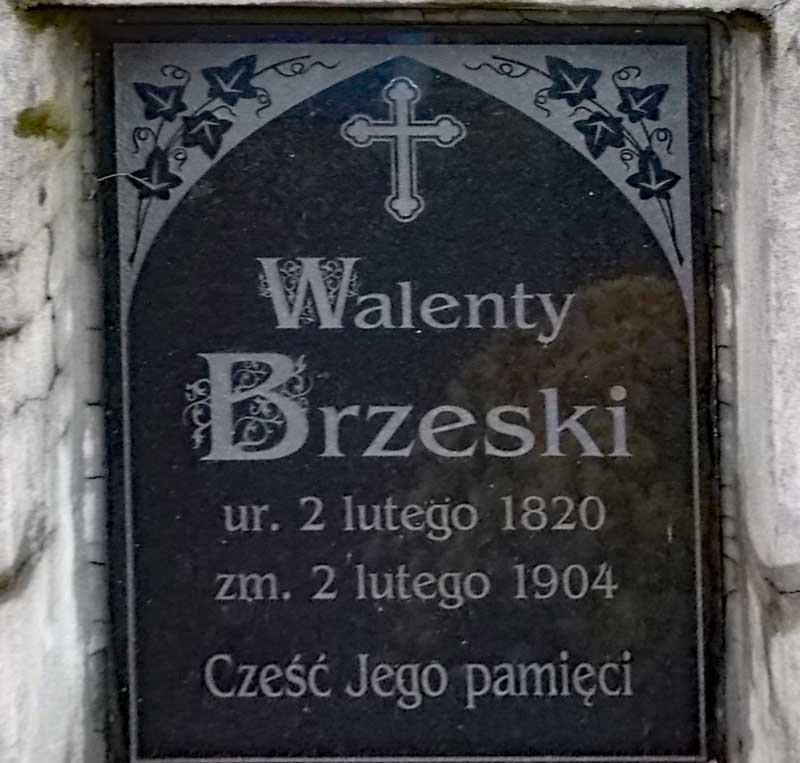 Walenty
Brzeski
ur. 2 lutego 1820
zm. 2 lutego 1904
Cześć Jego pamięci